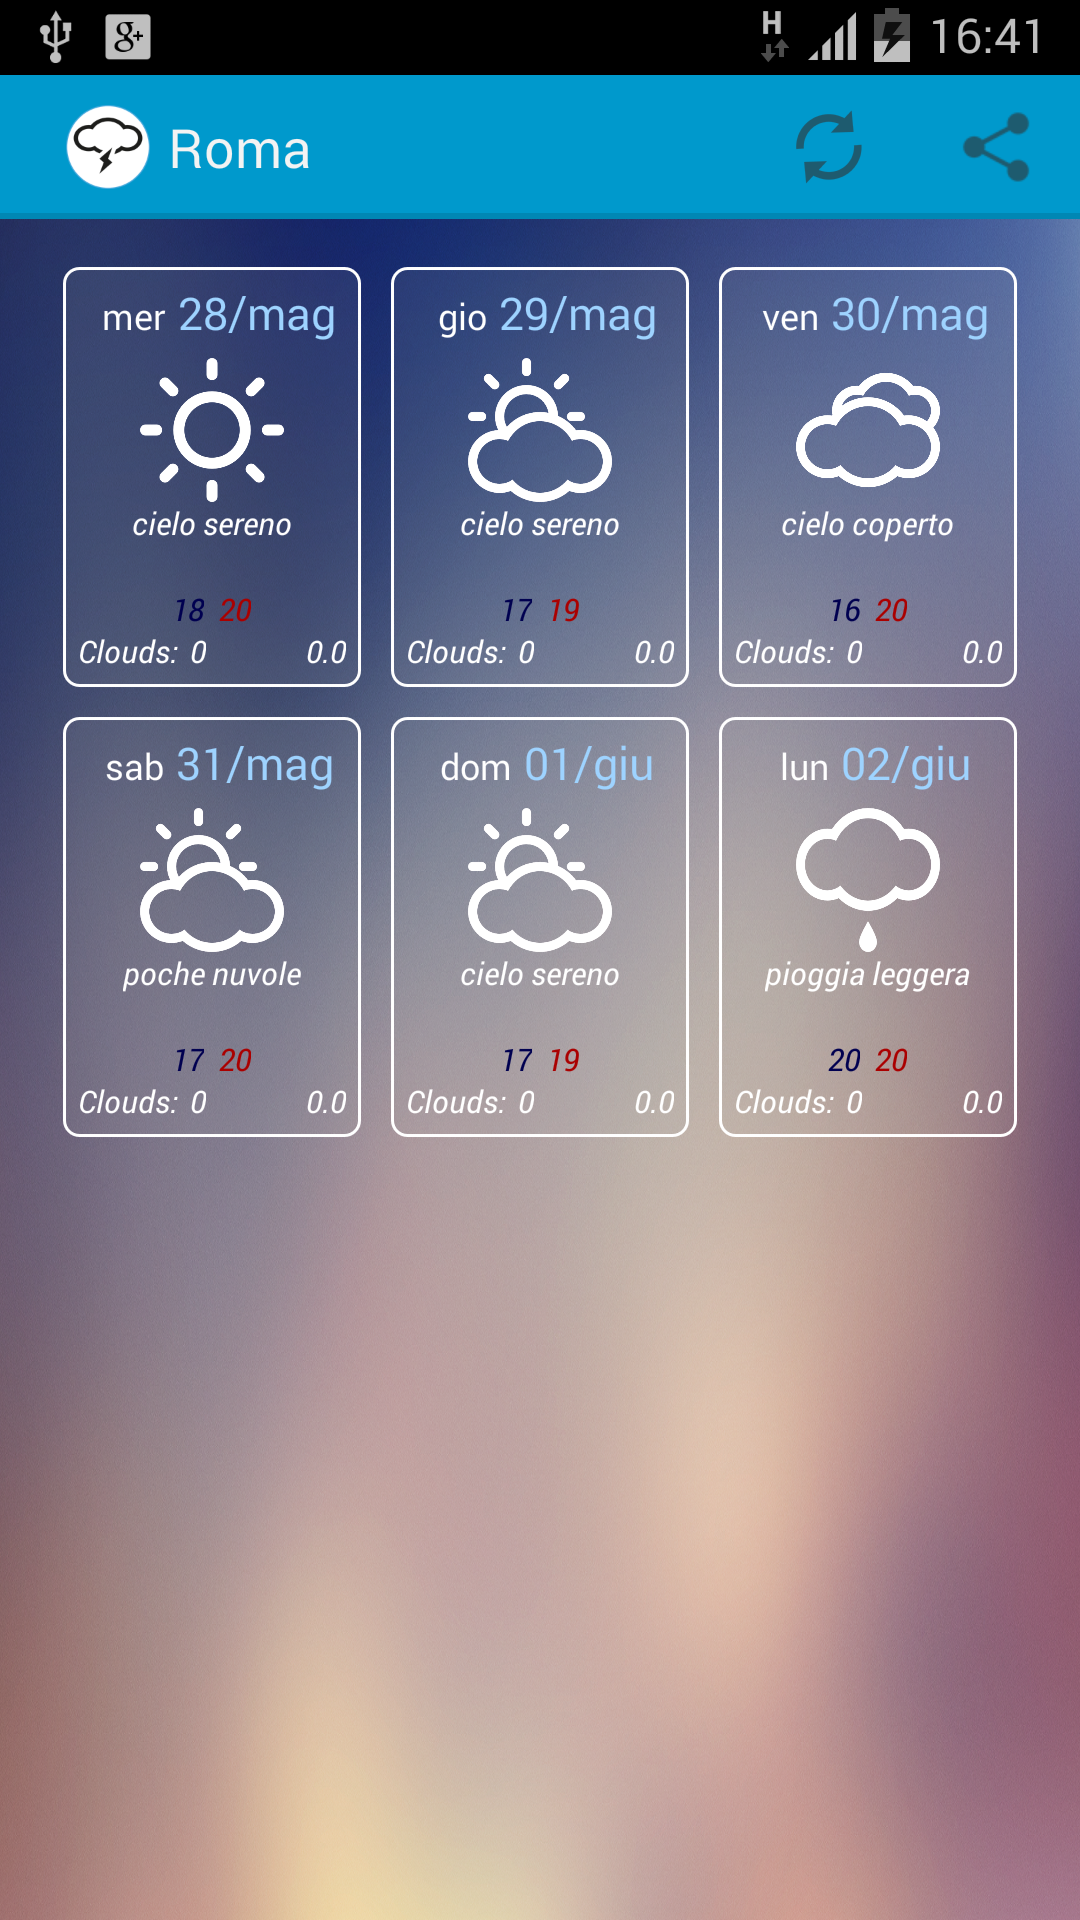 H
16:41
g+
Roma
mer 28/mag
cielo sereno
18 20
Clouds: 0 0.0
gio 29/mag
cielo sereno
17 19
Clouds: 0 0.0
ven 30/mag
cielo coperto
16 20
Clouds: 0 0.0
sab 31/mag
poche nuvole
17 20
Clouds: 0 0.0
dom 01/giu
cielo sereno
17 19
Clouds: 0 0.0
lun 02/giu
pioggia leggera
20 20
Clouds: 0 0.0